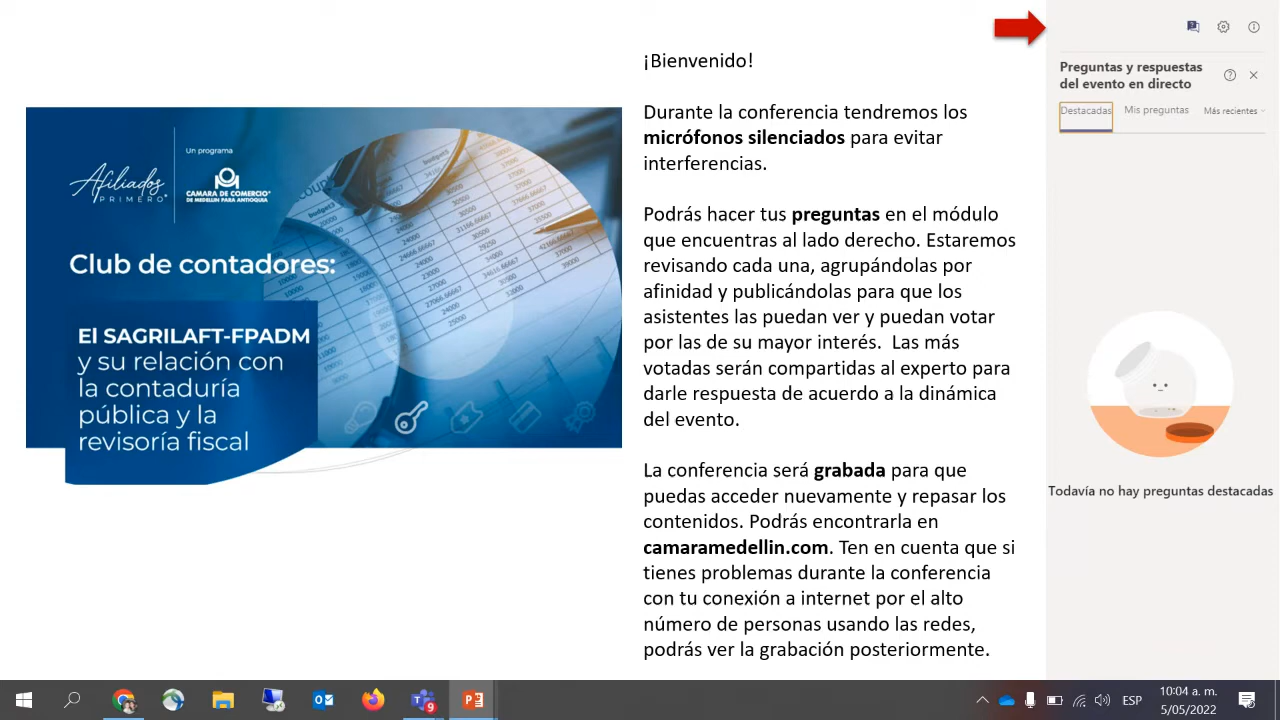 Un programa
Afiliados
PRIMERO
CAMARA DE COMERCIO
DE MEDELLIN PARA ANTIOQUIA
Club de contadores:
El SAGRILAFT-FPADM
y su relación con
la contaduría
pública y la
revisoría fiscal
¡Bienvenido!
Durante la conferencia tendremos los
micrófonos silenciados para evitar
interferencias.
Podrás hacer tus preguntas en el módulo
que encuentras al lado derecho. Estaremos
revisando cada una, agrupándolas por
afinidad y publicándolas para que los
asistentes las puedan ver y puedan votar
por las de su mayor interés. Las más
votadas serán compartidas al experto para
darle respuesta de acuerdo a la dinámica
del evento.
La conferencia será grabada para que
puedas acceder nuevamente y repasar los
contenidos. Podrás encontrarla en
camaramedellin.com. Ten en cuenta que si
tienes problemas durante la conferencia
con tu conexión a internet por el alto
número de personas usando las redes,
podrás ver la grabación posteriormente.
Preguntas y respuestas
del evento en directo
Destacadas Mis preguntas Más recientes
Todavía no hay preguntas destacadas
9
ESP
10:04 a. m.
5/05/2022